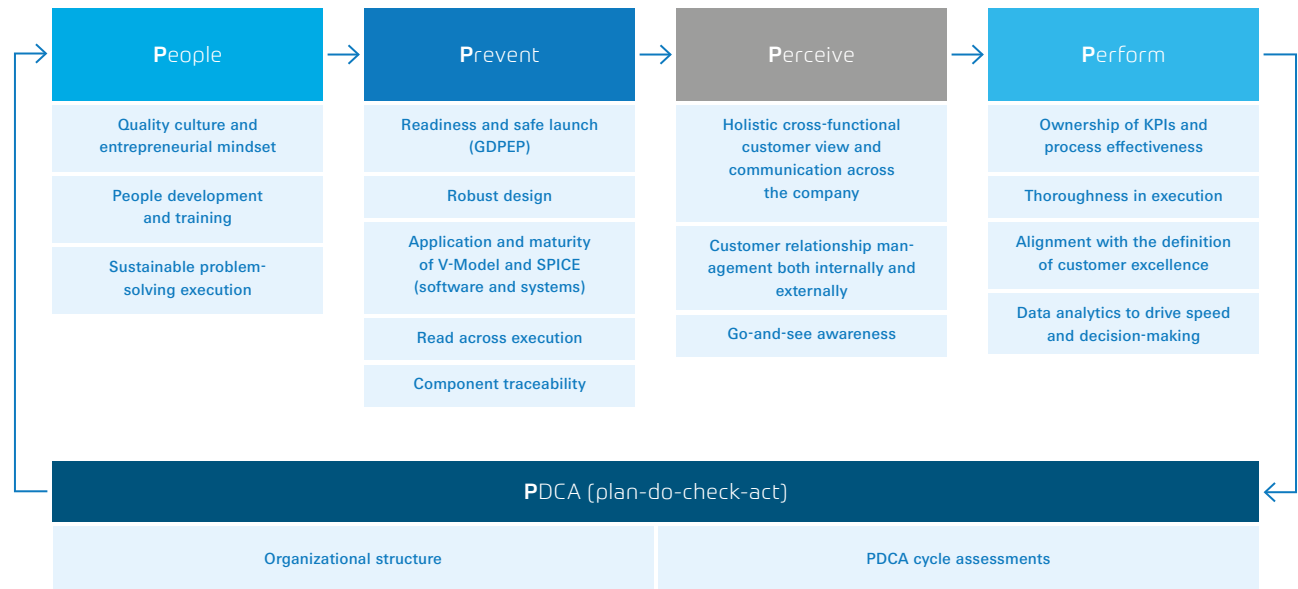 People
Quality culture and
entrepreneurial mindset
People development
and training
Sustainable problem-
solving execution
Prevent
Readiness and safe launch
(GDPEP)
Robust design
Application and maturity
of V-Model and SPICE
(software and systems)
Read across execution
Component traceability
Perceive
Holistic cross-functional
customer view and
communication across
the company
Customer relationship man-
agement both internally and
externally
Go-and-see awareness
Perform
Ownership of KPIs and
process effectiveness
Thoroughness in execution
Alignment with the definition
of customer excellence
Data analytics to drive speed
and decision-making
PDCA (plan-do-check-act)
Organizational structure
PDCA cycle assessments